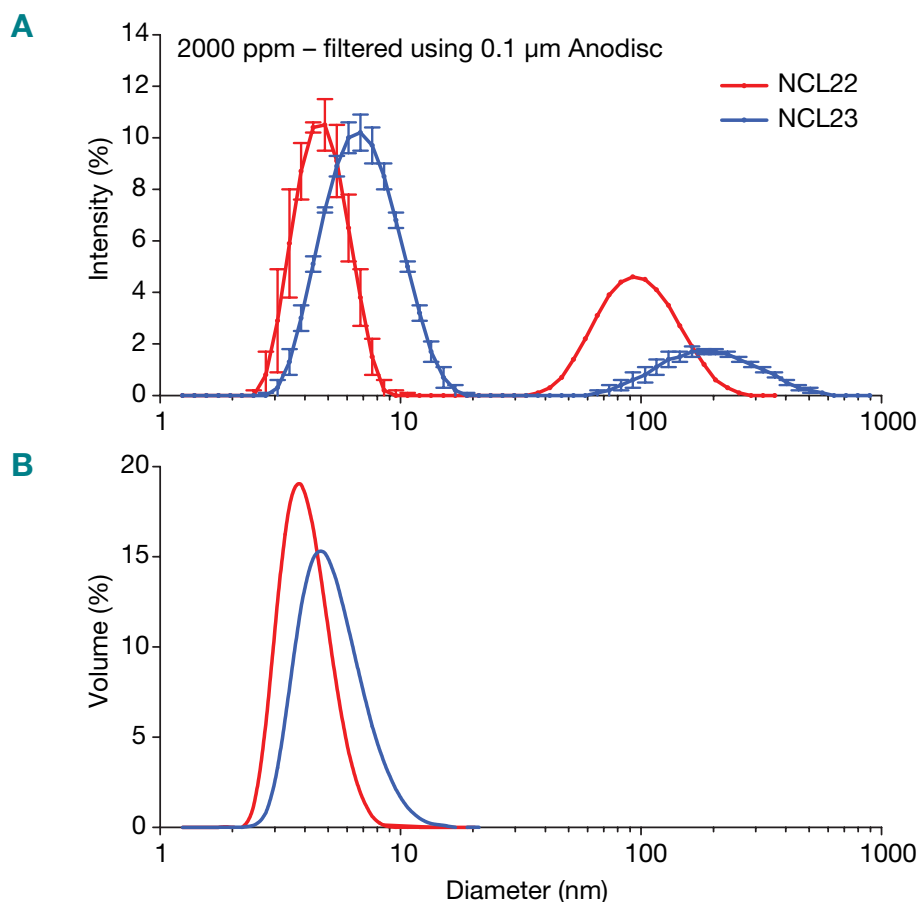 A
2000 ppm – filtered using 0.1 µm Anodisc
NCL22
NCL23
Intensity (%)
14
12
10
8
6
4
2
0
1 10 100 1000
B
Volume (%)
20
15
10
5
0
1 10 100 1000
Diameter (nm)